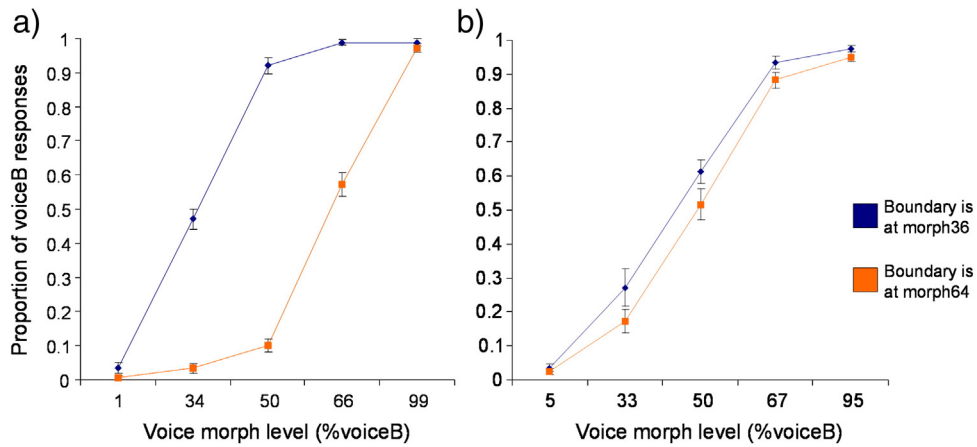 a)
1
0.9
0.8
0.7
0.6
0.5
0.4
0.3
0.2
0.1
0
Proportion of voiceB responses
1 34 50 66 99
Voice morph level (%voiceB)
b)
1
0.9
0.8
0.7
0.6
0.5
0.4
0.3
0.2
0.1
0
5 33 50 67 95
Voice morph level (%voiceB)
Boundary is
at morph36
Boundary is
at morph64